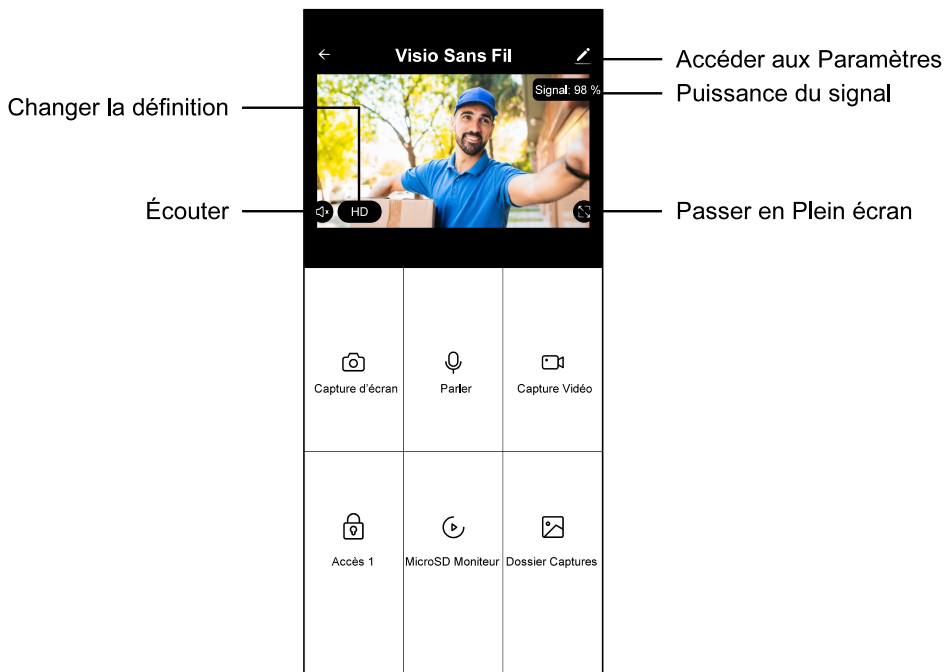 Visio Sans Fil
Accéder aux Paramètres
Signal: 98 %
Puissance du signal
Changer la définition
Écouter
HD
Passer en Plein écran
Capture d'écran
Parler
Capture Vidéo
Accès 1
MicroSD Moniteur
Dossier Captures